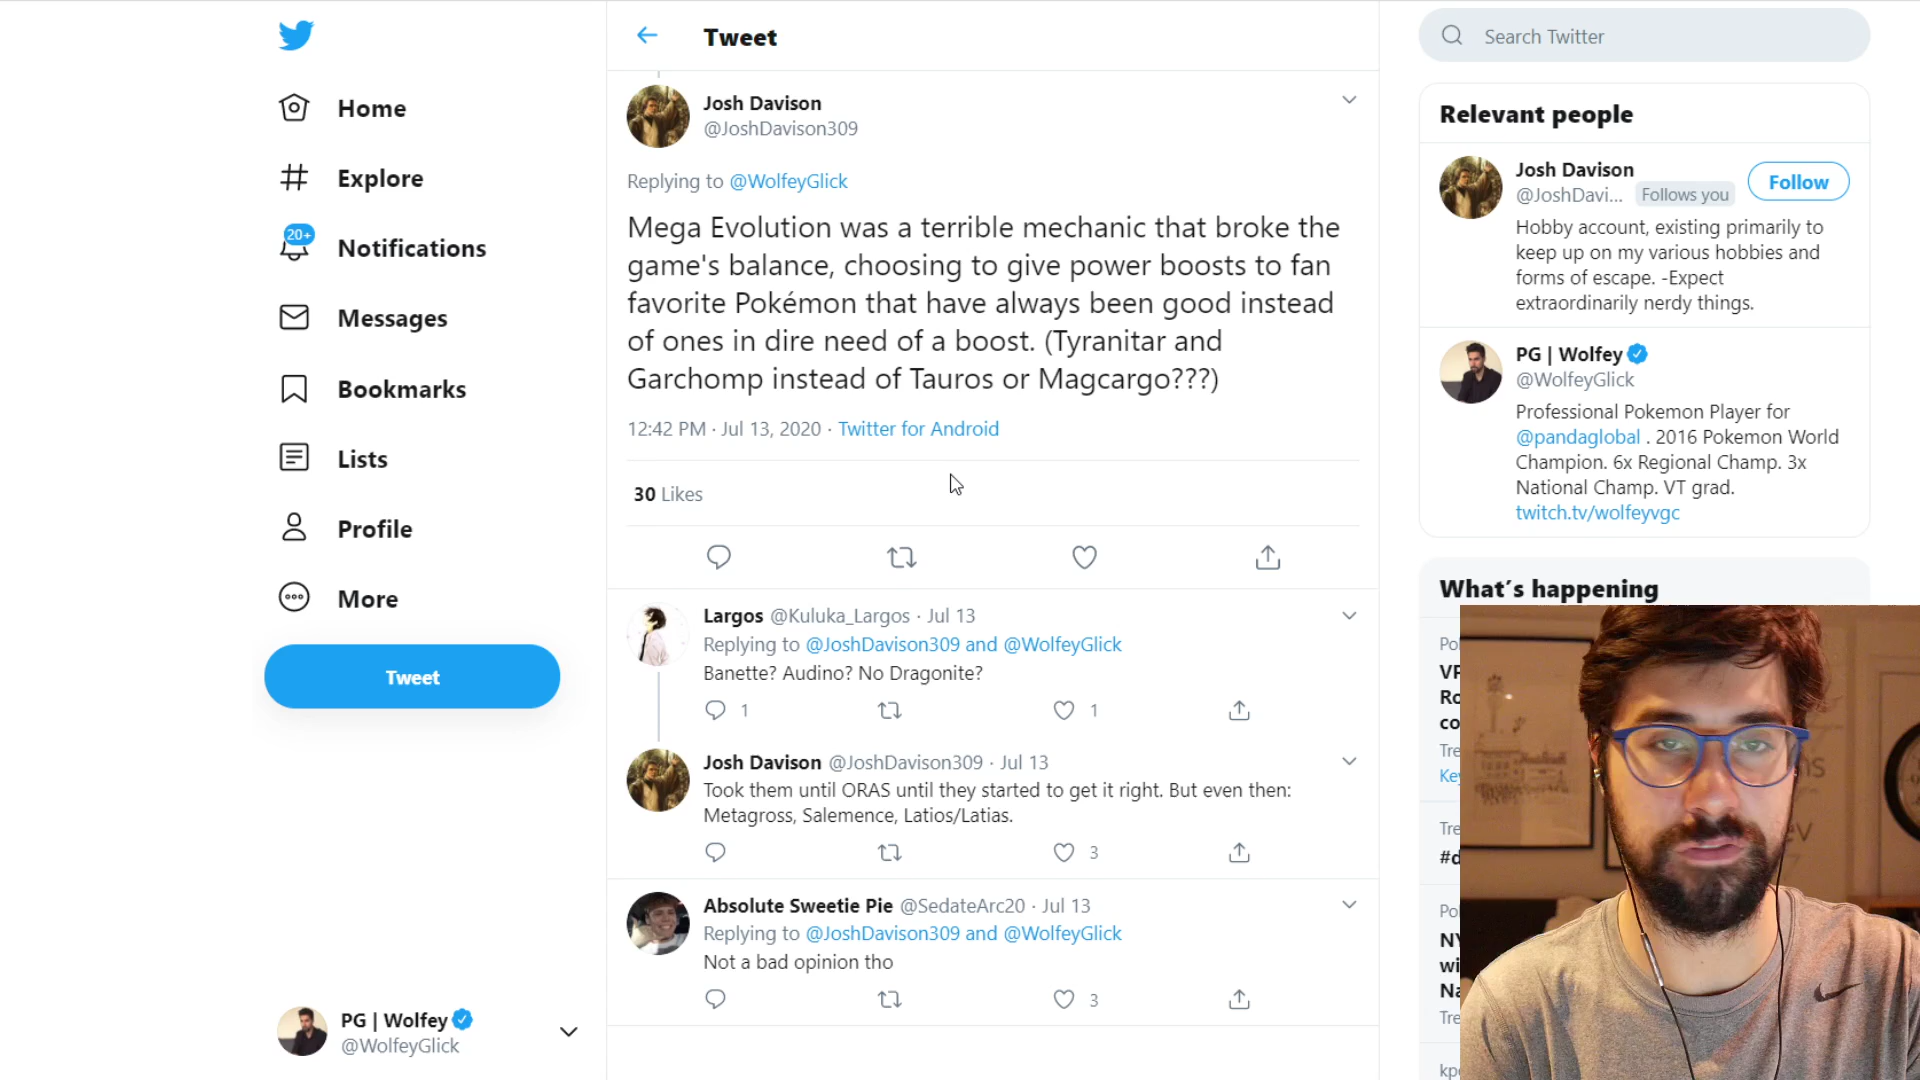 Home
Explore
20+
Notifications
Messages
Bookmarks
Lists
Profile
More
Tweet
PG | Wolfey
@WolfeyGlick
Tweet
Josh Davison
@JoshDavison309
Replying to @WolfeyGlick
Mega Evolution was a terrible mechanic that broke the
game's balance, choosing to give power boosts to fan
favorite Pokémon that have always been good instead
of ones in dire need of a boost. (Tyranitar and
Garchomp instead of Tauros or Magcargo???)
12:42 PM · Jul 13, 2020 · Twitter for Android
30 Likes
Largos @Kuluka_Largos · Jul 13
Replying to @JoshDavison309 and @WolfeyGlick
Banette? Audino? No Dragonite?
1 1
Josh Davison @JoshDavison309 · Jul 13
Took them until ORAS until they started to get it right. But even then:
Metagross, Salemence, Latios/Latias.
3
Absolute Sweetie Pie @SedateArc20 · Jul 13
Replying to @JoshDavison309 and @WolfeyGlick
Not a bad opinion tho
3
Search Twitter
Relevant people
Josh Davison
@JoshDavi... Follows you
Follow
Hobby account, existing primarily to
keep up on my various hobbies and
forms of escape. -Expect
extraordinarily nerdy things.
PG | Wolfey
@WolfeyGlick
Professional Pokemon Player for
@pandaglobal . 2016 Pokemon World
Champion. 6x Regional Champ. 3x
National Champ. VT grad.
twitch.tv/wolfeyvgc
What's happening